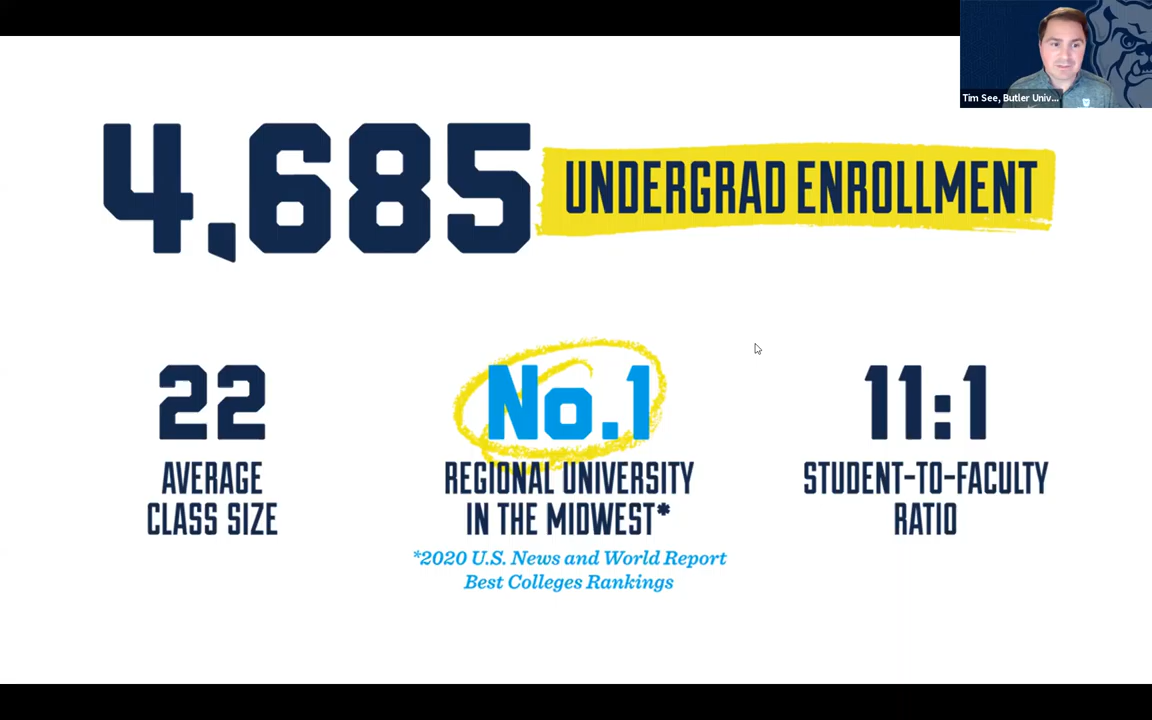 Tim See, Butler Univ...
4,685 UNDERGRAD ENROLLMENT
22
AVERAGE
CLASS SIZE
No.1
REGIONAL UNIVERSITY
IN THE MIDWEST*
*2020 U.S. News and World Report
Best Colleges Rankings
11:1
STUDENT-TO-FACULTY
RATIO